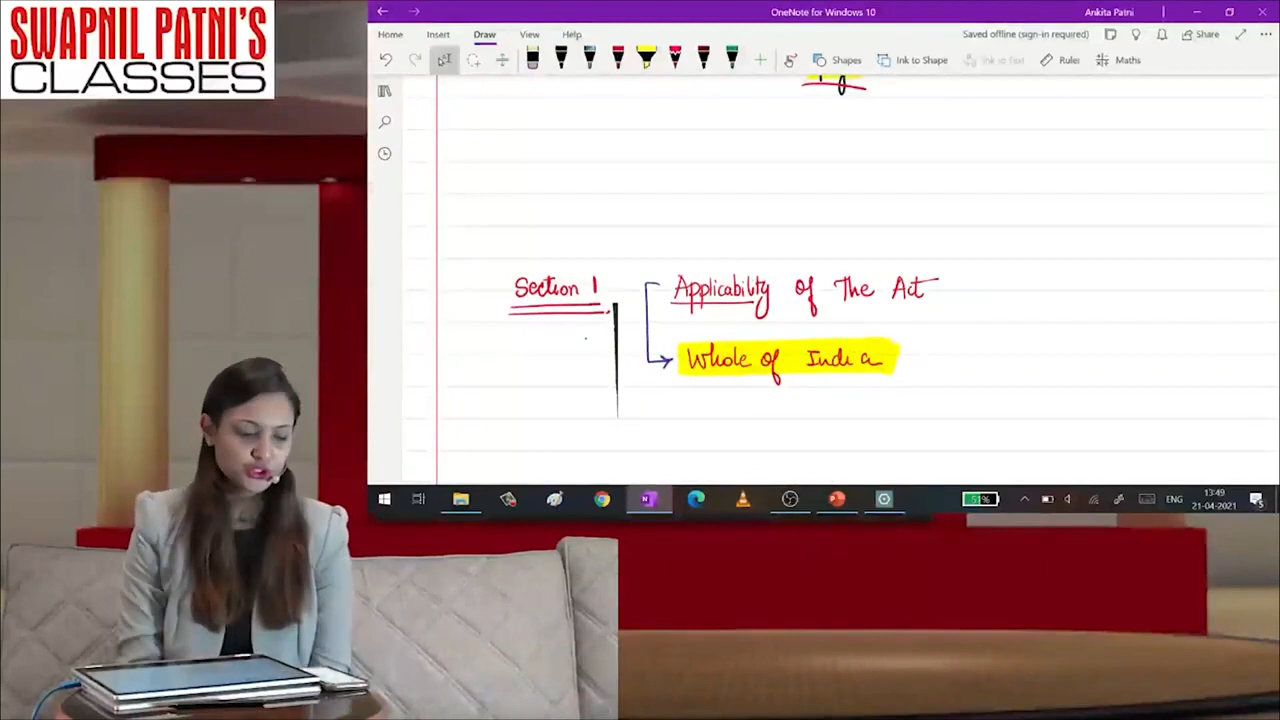 SWAPNIL PATNI'S
CLASSES
OneNote for Windows 10
Ankita Patni
Home Insert Draw View Help
Saved offline (sign-in required)
Share
Shapes
Ink to Shape
Ink to Text
Ruler
Maths
Section 1
Applicability of The Act
Whole of India
51%
ENG
13:49
21-04-2021
5